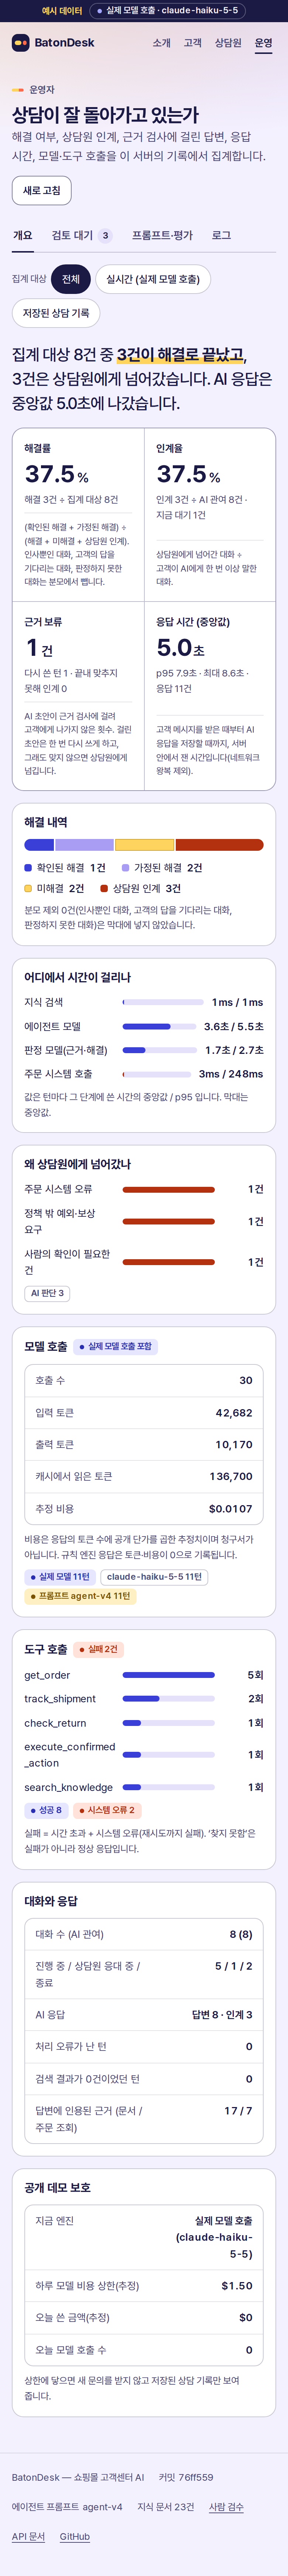 예시 데이터 실제 모델 호출 · claude-haiku-5-5
BatonDesk 소개 고객 상담원 운영
운영자
상담이 잘 돌아가고 있는가
해결 여부, 상담원 인계, 근거 검사에 걸린 답변, 응답
시간, 모델·도구 호출을 이 서버의 기록에서 집계합니다.
새로 고침
개요 검토 대기 3 프롬프트·평가 로그
집계 대상 전체 실시간 (실제 모델 호출)
저장된 상담 기록
집계 대상 8건 중 3건이 해결로 끝났고,
3건은 상담원에게 넘어갔습니다. AI 응답은
중앙값 5.0초에 나갔습니다.
해결률
37.5%
해결 3건 ÷ 집계 대상 8건
(확인된 해결 + 가정된 해결) ÷
(해결 + 미해결 + 상담원 인계).
인사뿐인 대화, 고객의 답을
기다리는 대화, 판정하지 못한
대화는 분모에서 뺍니다.
인계율
37.5%
인계 3건 ÷ AI 관여 8건 ·
지금 대기 1건
상담원에게 넘어간 대화 ÷
고객이 AI에게 한 번 이상 말한
대화.
근거 보류
1건
다시 쓴 턴 1 · 끝내 맞추지
못해 인계 0
AI 초안이 근거 검사에 걸려
고객에게 나가지 않은 횟수. 걸린
초안은 한 번 다시 쓰게 하고,
그래도 맞지 않으면 상담원에게
넘깁니다.
응답 시간 (중앙값)
5.0초
p95 7.9초 · 최대 8.6초 ·
응답 11건
고객 메시지를 받은 때부터 AI
응답을 저장할 때까지, 서버
안에서 잰 시간입니다(네트워크
왕복 제외).
해결 내역
확인된 해결 1건 가정된 해결 2건
미해결 2건 상담원 인계 3건
분모 제외 0건(인사뿐인 대화, 고객의 답을 기다리는 대화,
판정하지 못한 대화)은 막대에 넣지 않았습니다.
어디에서 시간이 걸리나
지식 검색 1ms / 1ms
에이전트 모델 3.6초 / 5.5초
판정 모델(근거·해결) 1.7초 / 2.7초
주문 시스템 호출 3ms / 248ms
값은 턴마다 그 단계에 쓴 시간의 중앙값 / p95 입니다. 막대는
중앙값.
왜 상담원에게 넘어갔나
주문 시스템 오류 1건
정책 밖 예외·보상
요구 1건
사람의 확인이 필요한
건 1건
AI 판단 3
모델 호출 실제 모델 호출 포함
호출 수 30
입력 토큰 42,682
출력 토큰 10,170
캐시에서 읽은 토큰 136,700
추정 비용 $0.0107
비용은 응답의 토큰 수에 공개 단가를 곱한 추정치이며 청구서가
아닙니다. 규칙 엔진 응답은 토큰·비용이 0으로 기록됩니다.
실제 모델 11턴 claude-haiku-5-5 11턴
프롬프트 agent-v4 11턴
도구 호출 실패 2건
get_order 5회
track_shipment 2회
check_return 1회
execute_confirmed
_action 1회
search_knowledge 1회
성공 8 시스템 오류 2
실패 = 시간 초과 + 시스템 오류(재시도까지 실패). '찾지 못함'은
실패가 아니라 정상 응답입니다.
대화와 응답
대화 수 (AI 관여) 8 (8)
진행 중 / 상담원 응대 중 /
종료 5 / 1 / 2
AI 응답 답변 8 · 인계 3
처리 오류가 난 턴 0
검색 결과가 0건이었던 턴 0
답변에 인용된 근거 (문서 /
주문 조회) 17 / 7
공개 데모 보호
지금 엔진 실제 모델 호출
(claude-haiku-
5-5)
하루 모델 비용 상한(추정) $1.50
오늘 쓴 금액(추정) $0
오늘 모델 호출 수 0
상한에 닿으면 새 문의를 받지 않고 저장된 상담 기록만 보여
줍니다.
BatonDesk — 쇼핑몰 고객센터 AI 커밋 76ff559
에이전트 프롬프트 agent-v4 지식 문서 23건 사람 검수
API 문서 GitHub